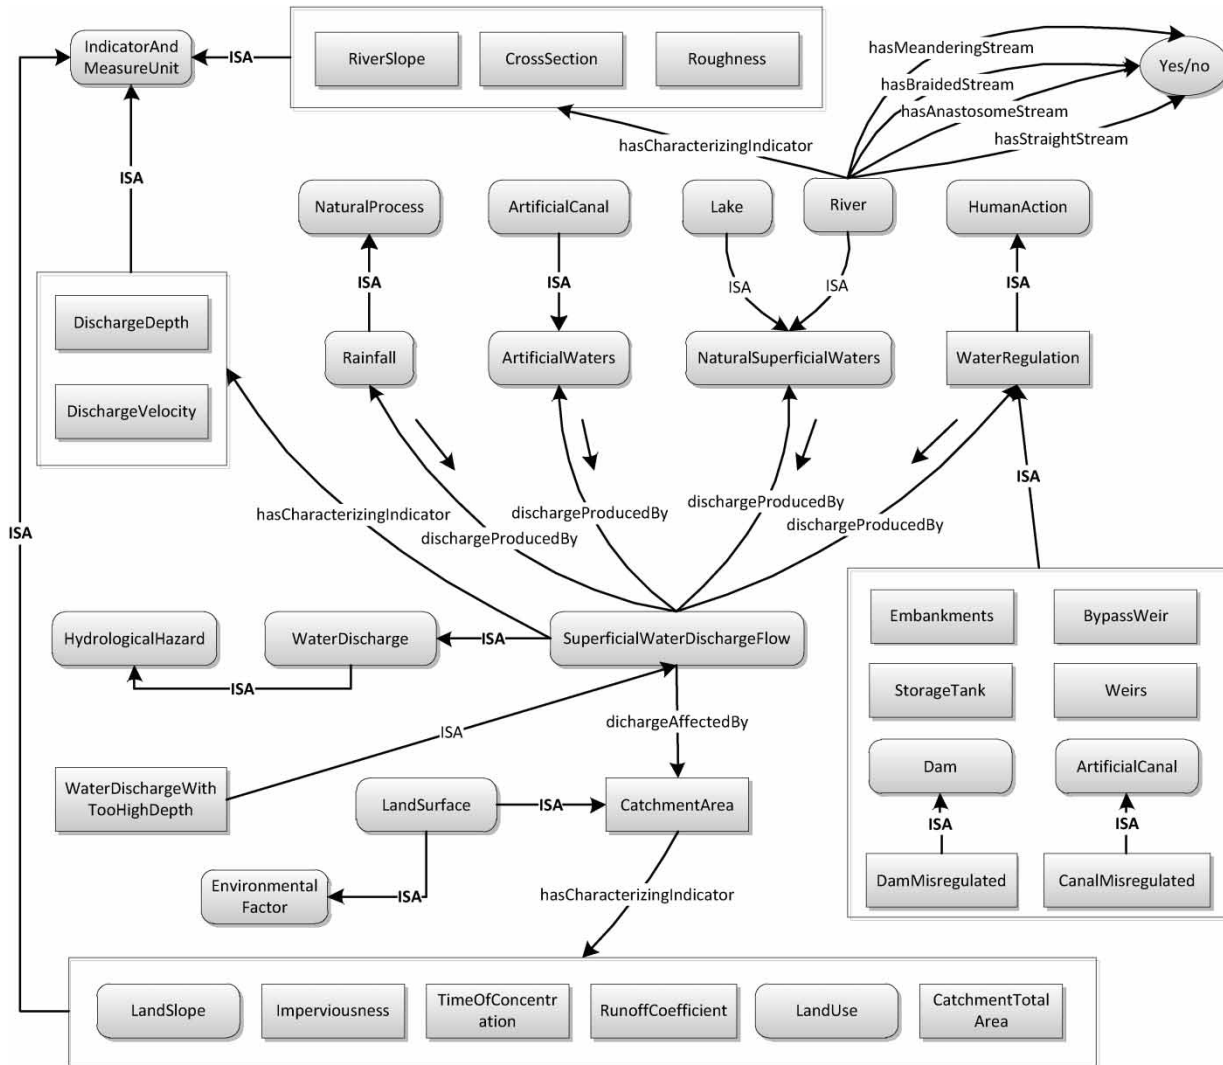 IndicatorAnd
MeasureUnit
ISA
RiverSlope
CrossSection
Roughness
hasMeanderingStream
hasBraidedStream
hasAnastosomeStream
hasStraightStream
Yes/no
hasCharacterizingIndicator
ISA
NaturalProcess
ArtificialCanal
Lake
River
HumanAction
ISA
ISA
ISA
ISA
ISA
DischargeDepth
DischargeVelocity
Rainfall
ArtificialWaters
NaturalSuperficialWaters
WaterRegulation
ISA
hasCharacterizingIndicator
dischargeProducedBy
dischargeProducedBy
dischargeProducedBy
dischargeProducedBy
ISA
HydrologicalHazard
WaterDischarge
ISA
SuperficialWaterDischargeFlow
ISA
ISA
dichargeAffectedBy
Embankments
BypassWeir
StorageTank
Weirs
Dam
ArtificialCanal
ISA
ISA
DamMisregulated
CanalMisregulated
WaterDischargeWith
TooHighDepth
LandSurface
ISA
CatchmentArea
Environmental
Factor
ISA
hasCharacterizingIndicator
LandSlope
Imperviousness
TimeOfConcentr
ation
RunoffCoefficient
LandUse
CatchmentTotal
Area